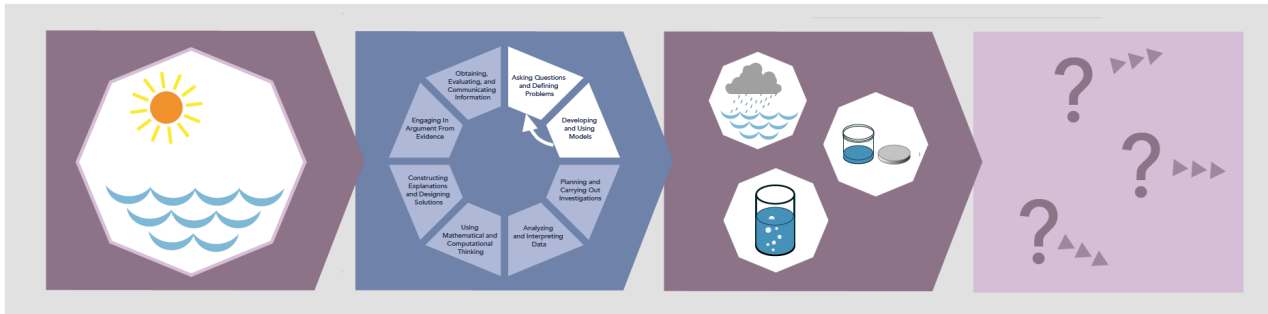 Obtaining,
Evaluating, and
Communicating
Information
Asking Questions
and Defining
Problems
Engaging In
Argument From
Evidence
Developing
and Using
Models
Constructing
Explanations
and Designing
Solutions
Planning and
Carrying Out
Investigations
Using
Mathematical and
Computational
Thinking
Analyzing
and Interpreting
Data
?
?
?